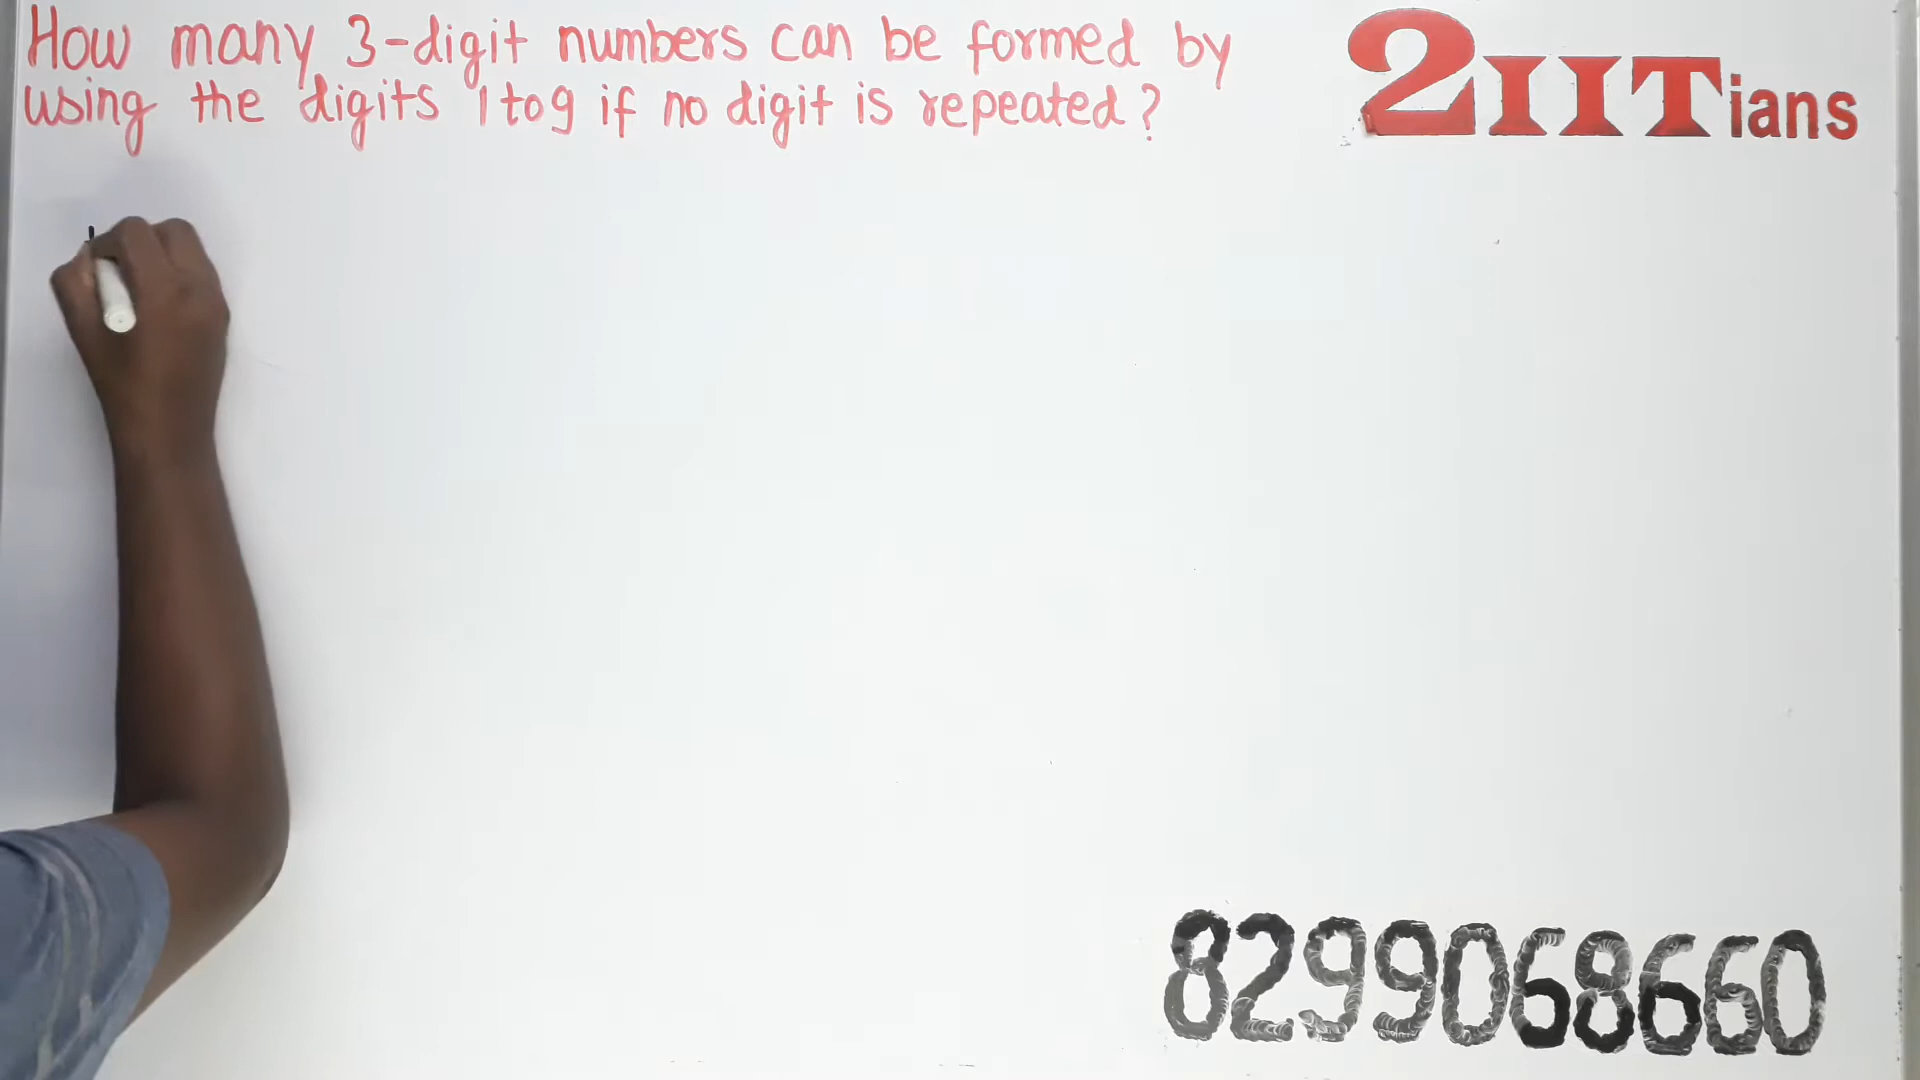 How many 3-digit numbers can be formed by
using the digits 1 to 9 if no digit is repeated?
2IITians
8299068660